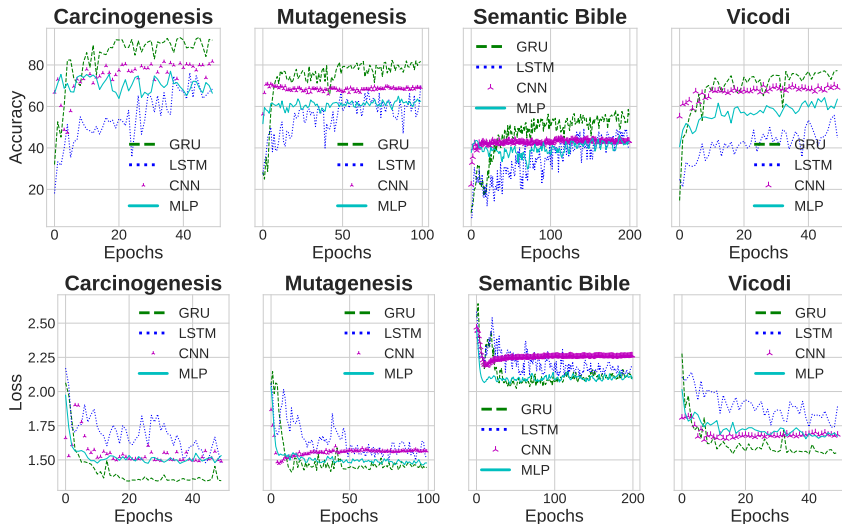 Carcinogenesis Mutagenesis Semantic Bible Vicodi
Accuracy
80
60
40
20
GRU
LSTM
CNN
MLP
0 20 40
Epochs
GRU
LSTM
CNN
MLP
0 50 100
Epochs
GRU
LSTM
CNN
MLP
0 100 200
Epochs
GRU
LSTM
CNN
MLP
0 20 40
Epochs
Carcinogenesis Mutagenesis Semantic Bible Vicodi
Loss
2.50
2.25
2.00
1.75
1.50
GRU
LSTM
CNN
MLP
0 20 40
Epochs
GRU
LSTM
CNN
MLP
0 50 100
Epochs
GRU
LSTM
CNN
MLP
0 100 200
Epochs
GRU
LSTM
CNN
MLP
0 20 40
Epochs